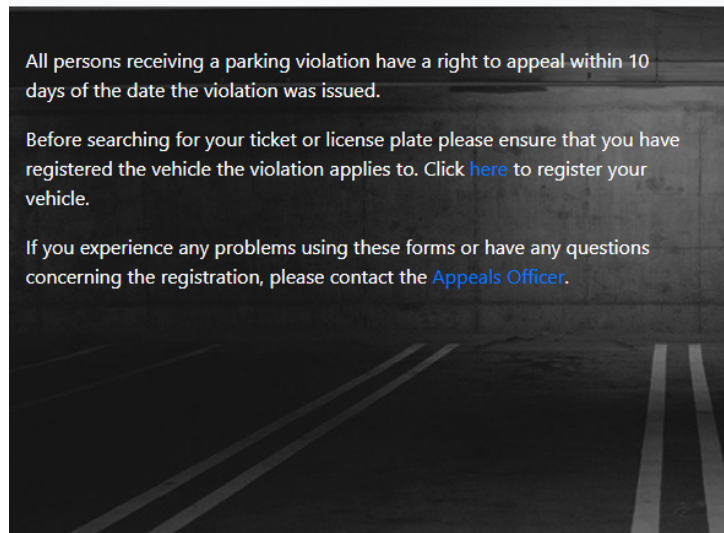 All persons receiving a parking violation have a right to appeal within 10
days of the date the violation was issued.
Before searching for your ticket or license plate please ensure that you have
registered the vehicle the violation applies to. Click here to register your
vehicle.
If you experience any problems using these forms or have any questions
concerning the registration, please contact the Appeals Officer.